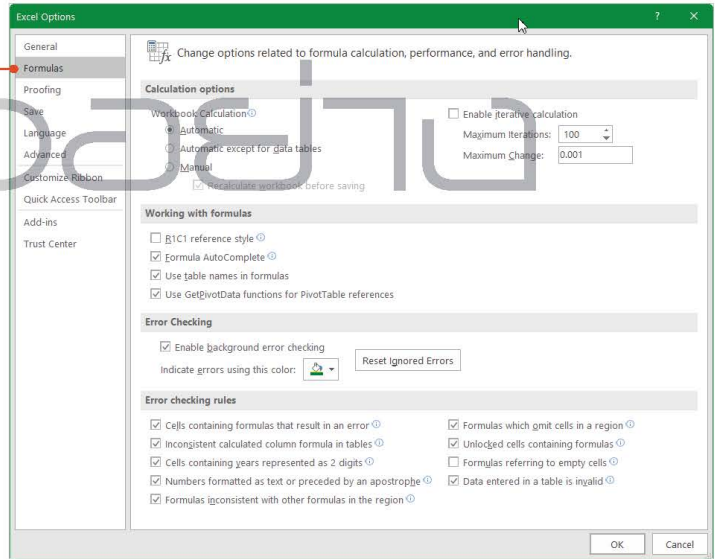 Excel Options
? ×
General
Formulas
Proofing
Save
Language
Advanced
Customize Ribbon
Quick Access Toolbar
Add-ins
Trust Center
fx Change options related to formula calculation, performance, and error handling.
Calculation options
Workbook Calculation
Automatic
Automatic except for data tables
Manual
Recalculate workbook before saving
Enable iterative calculation
Maximum Iterations: 100
Maximum Change: 0.001
Working with formulas
R1C1 reference style
Formula AutoComplete
Use table names in formulas
Use GetPivotData functions for PivotTable references
Error Checking
Enable background error checking
Indicate errors using this color:
Reset Ignored Errors
Error checking rules
Cells containing formulas that result in an error
Inconsistent calculated column formula in tables
Cells containing years represented as 2 digits
Numbers formatted as text or preceded by an apostrophe
Formulas inconsistent with other formulas in the region
Formulas which omit cells in a region
Unlocked cells containing formulas
Formulas referring to empty cells
Data entered in a table is invalid
OK Cancel